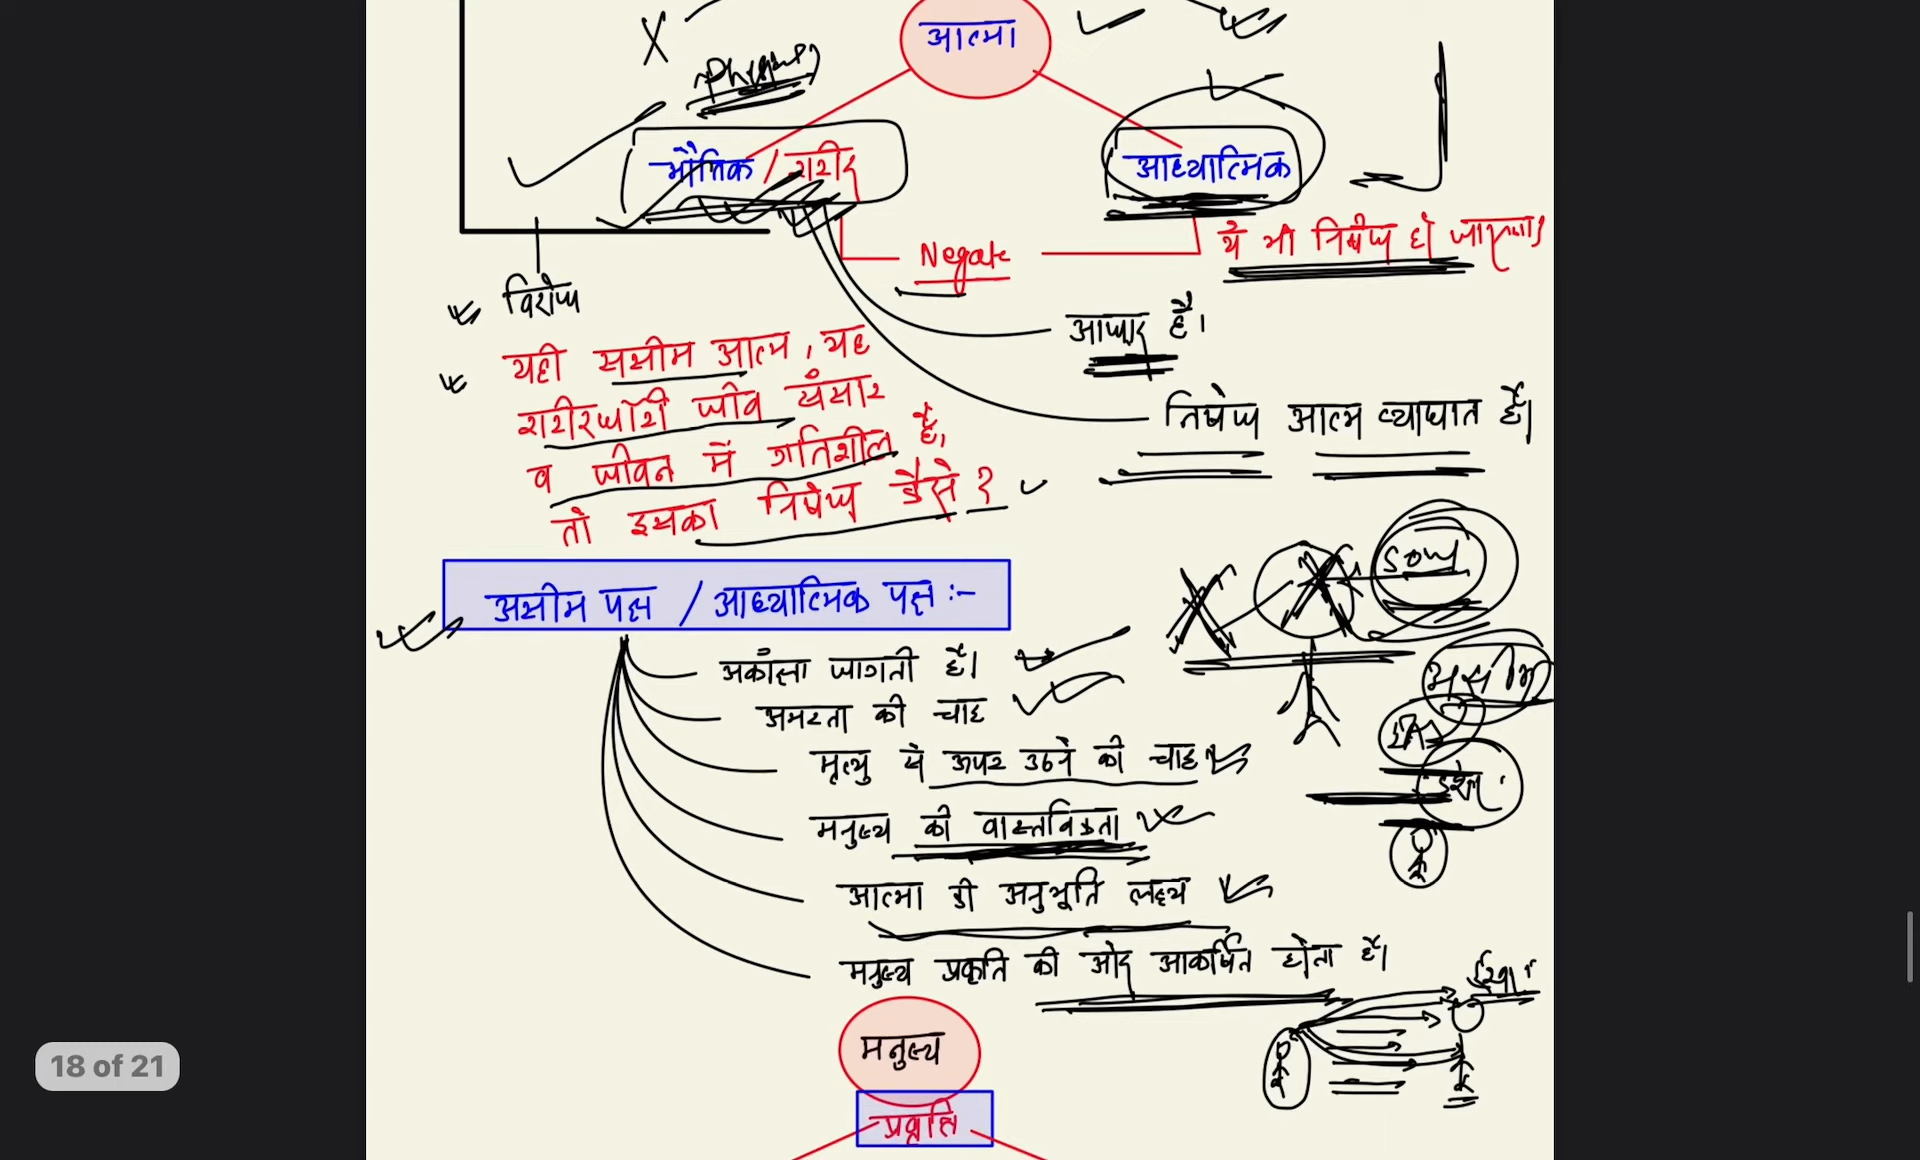 आत्मा
भौतिक / शरीर
आध्यात्मिक
Negate
ये भी निषेध हो जाएगा।
विशेष
आधार है।
यही ससीम आत्म, यह
शरीरधारी जीव संसार
व जीवन में गतिशील है,
तो इसका निषेध कैसे?
निषेध आत्म व्याघात है।
Soul
असीम पक्ष / आध्यात्मिक पक्ष :-
अकांक्षा जागती है।
असीम
अमरता की चाह
मृत्यु से ऊपर उठने की चाह
मनुष्य की वास्तविकता
आत्मा की अनुभूति लक्ष्य
मनुष्य प्रकृति की ओर आकर्षित होता है।
मनुष्य
प्रवृत्ति
18 of 21